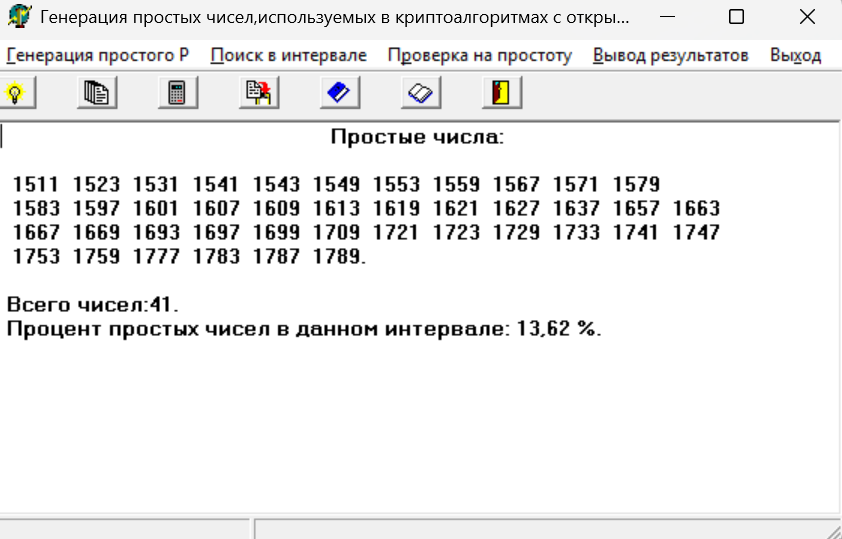 Генерация простых чисел,используемых в криптоалгоритмах с откры...
Генерация простого P Поиск в интервале Проверка на простоту Вывод результатов Выход
Простые числа:
1511 1523 1531 1541 1543 1549 1553 1559 1567 1571 1579
1583 1597 1601 1607 1609 1613 1619 1621 1627 1637 1657 1663
1667 1669 1693 1697 1699 1709 1721 1723 1729 1733 1741 1747
1753 1759 1777 1783 1787 1789.
Всего чисел:41.
Процент простых чисел в данном интервале: 13,62 %.